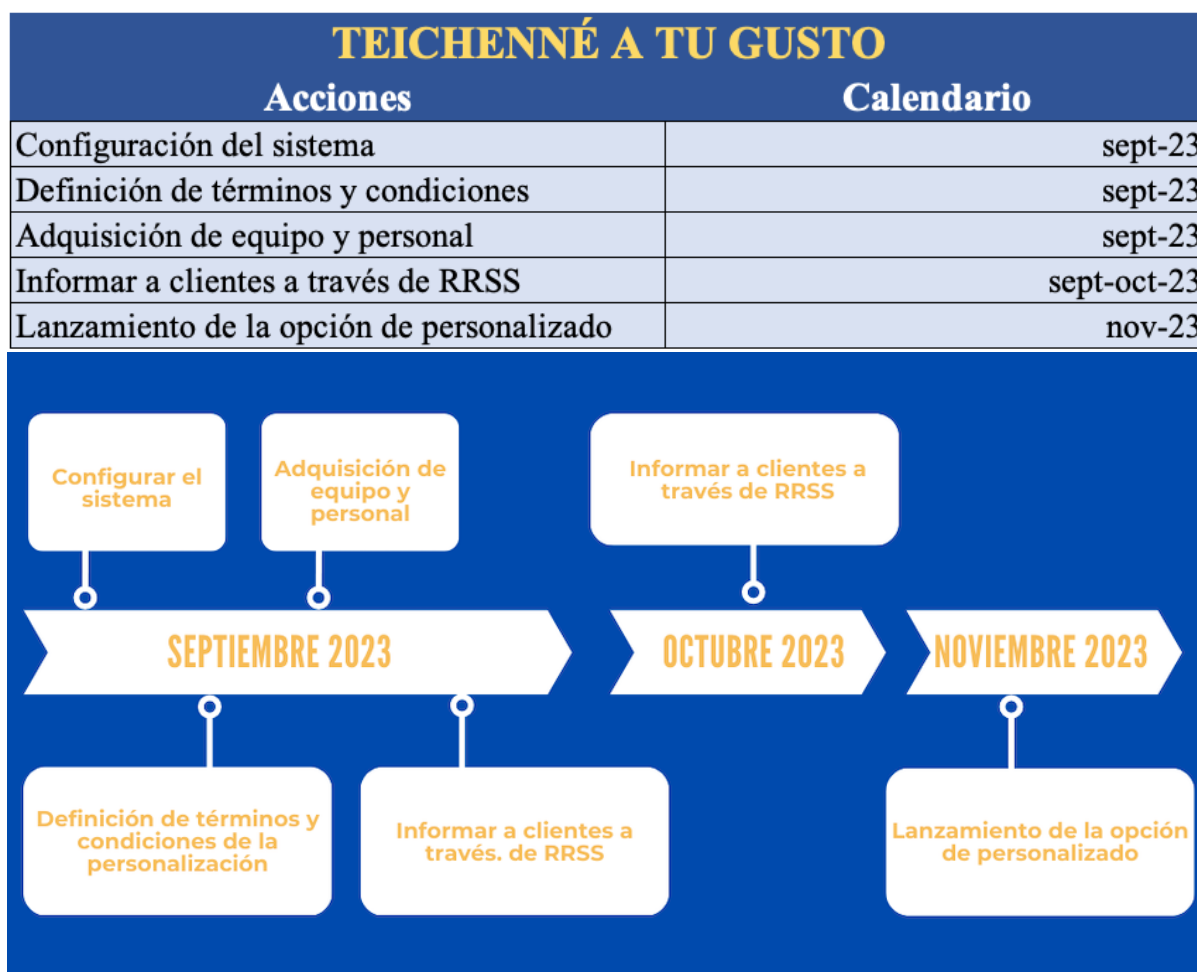 TEICHENNÉ A TU GUSTO
Acciones Calendario
Configuración del sistema sept-23
Definición de términos y condiciones sept-23
Adquisición de equipo y personal sept-23
Informar a clientes a través de RRSS sept-oct-23
Lanzamiento de la opción de personalizado nov-23
Configurar el
sistema
Adquisición de
equipo y
personal
Informar a clientes a
través de RRSS
SEPTIEMBRE 2023
OCTUBRE 2023
NOVIEMBRE 2023
Definición de términos y
condiciones de la
personalización
Informar a clientes a
través. de RRSS
Lanzamiento de la opción
de personalizado